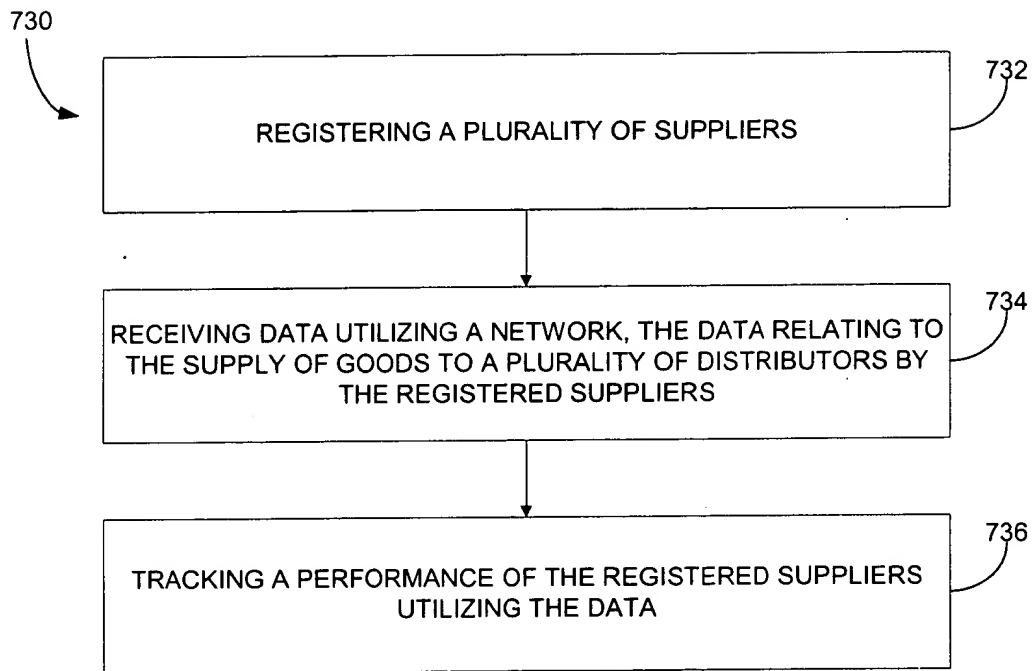 730
732
REGISTERING A PLURALITY OF SUPPLIERS
734
RECEIVING DATA UTILIZING A NETWORK, THE DATA RELATING TO
THE SUPPLY OF GOODS TO A PLURALITY OF DISTRIBUTORS BY
THE REGISTERED SUPPLIERS
736
TRACKING A PERFORMANCE OF THE REGISTERED SUPPLIERS
UTILIZING THE DATA